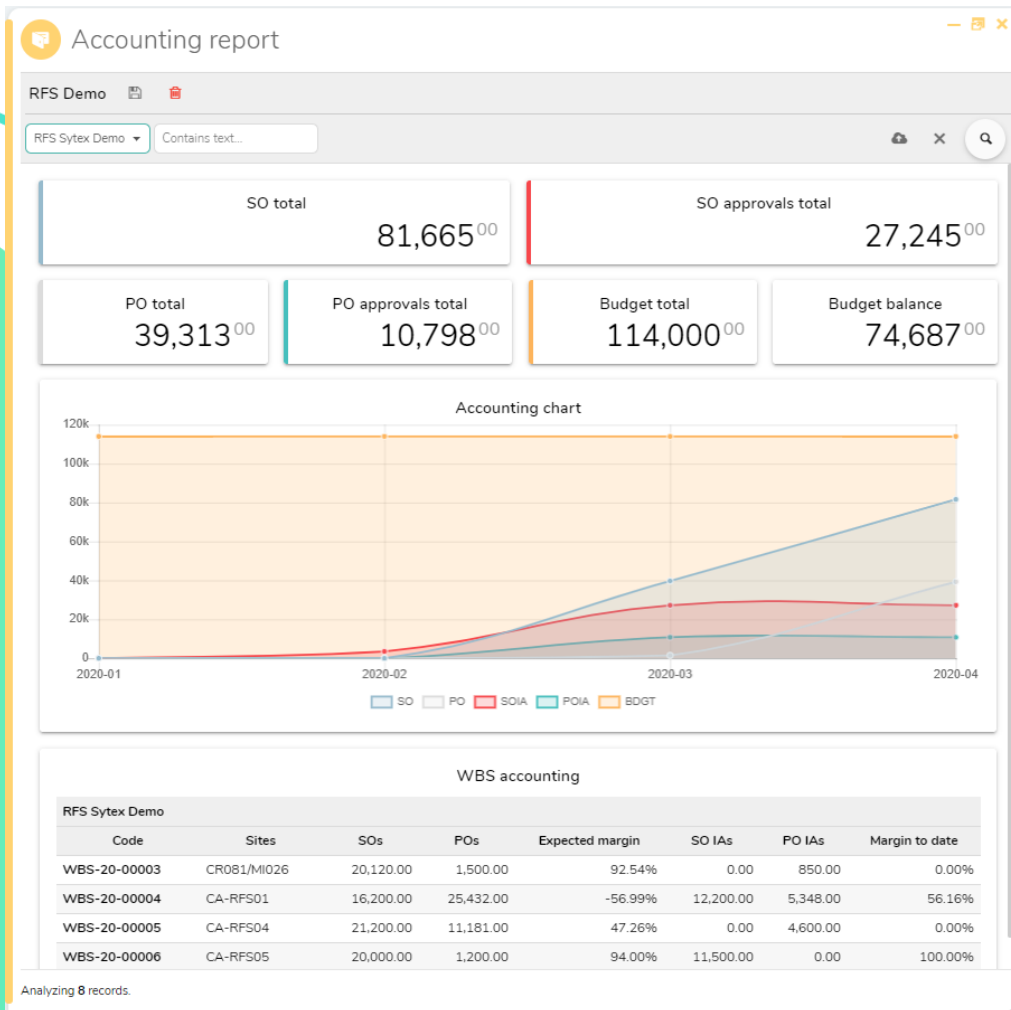 Accounting report
RFS Demo
RFS Sytex Demo Contains text...
SO total SO approvals total
81,66500 27,24500
PO total PO approvals total Budget total Budget balance
39,31300 10,79800 114,00000 74,68700
Accounting chart
120k
100k
80k
60k
40k
20k
0
2020-01 2020-02 2020-03 2020-04
SO PO SOIA POIA BDGT
WBS accounting
RFS Sytex Demo
Code Sites SOs POs Expected margin SO IAs PO IAs Margin to date
WBS-20-00003 CR081/MI026 20,120.00 1,500.00 92.54% 0.00 850.00 0.00%
WBS-20-00004 CA-RFS01 16,200.00 25,432.00 -56.99% 12,200.00 5,348.00 56.16%
WBS-20-00005 CA-RFS04 21,200.00 11,181.00 47.26% 0.00 4,600.00 0.00%
WBS-20-00006 CA-RFS05 20,000.00 1,200.00 94.00% 11,500.00 0.00 100.00%
Analyzing 8 records.